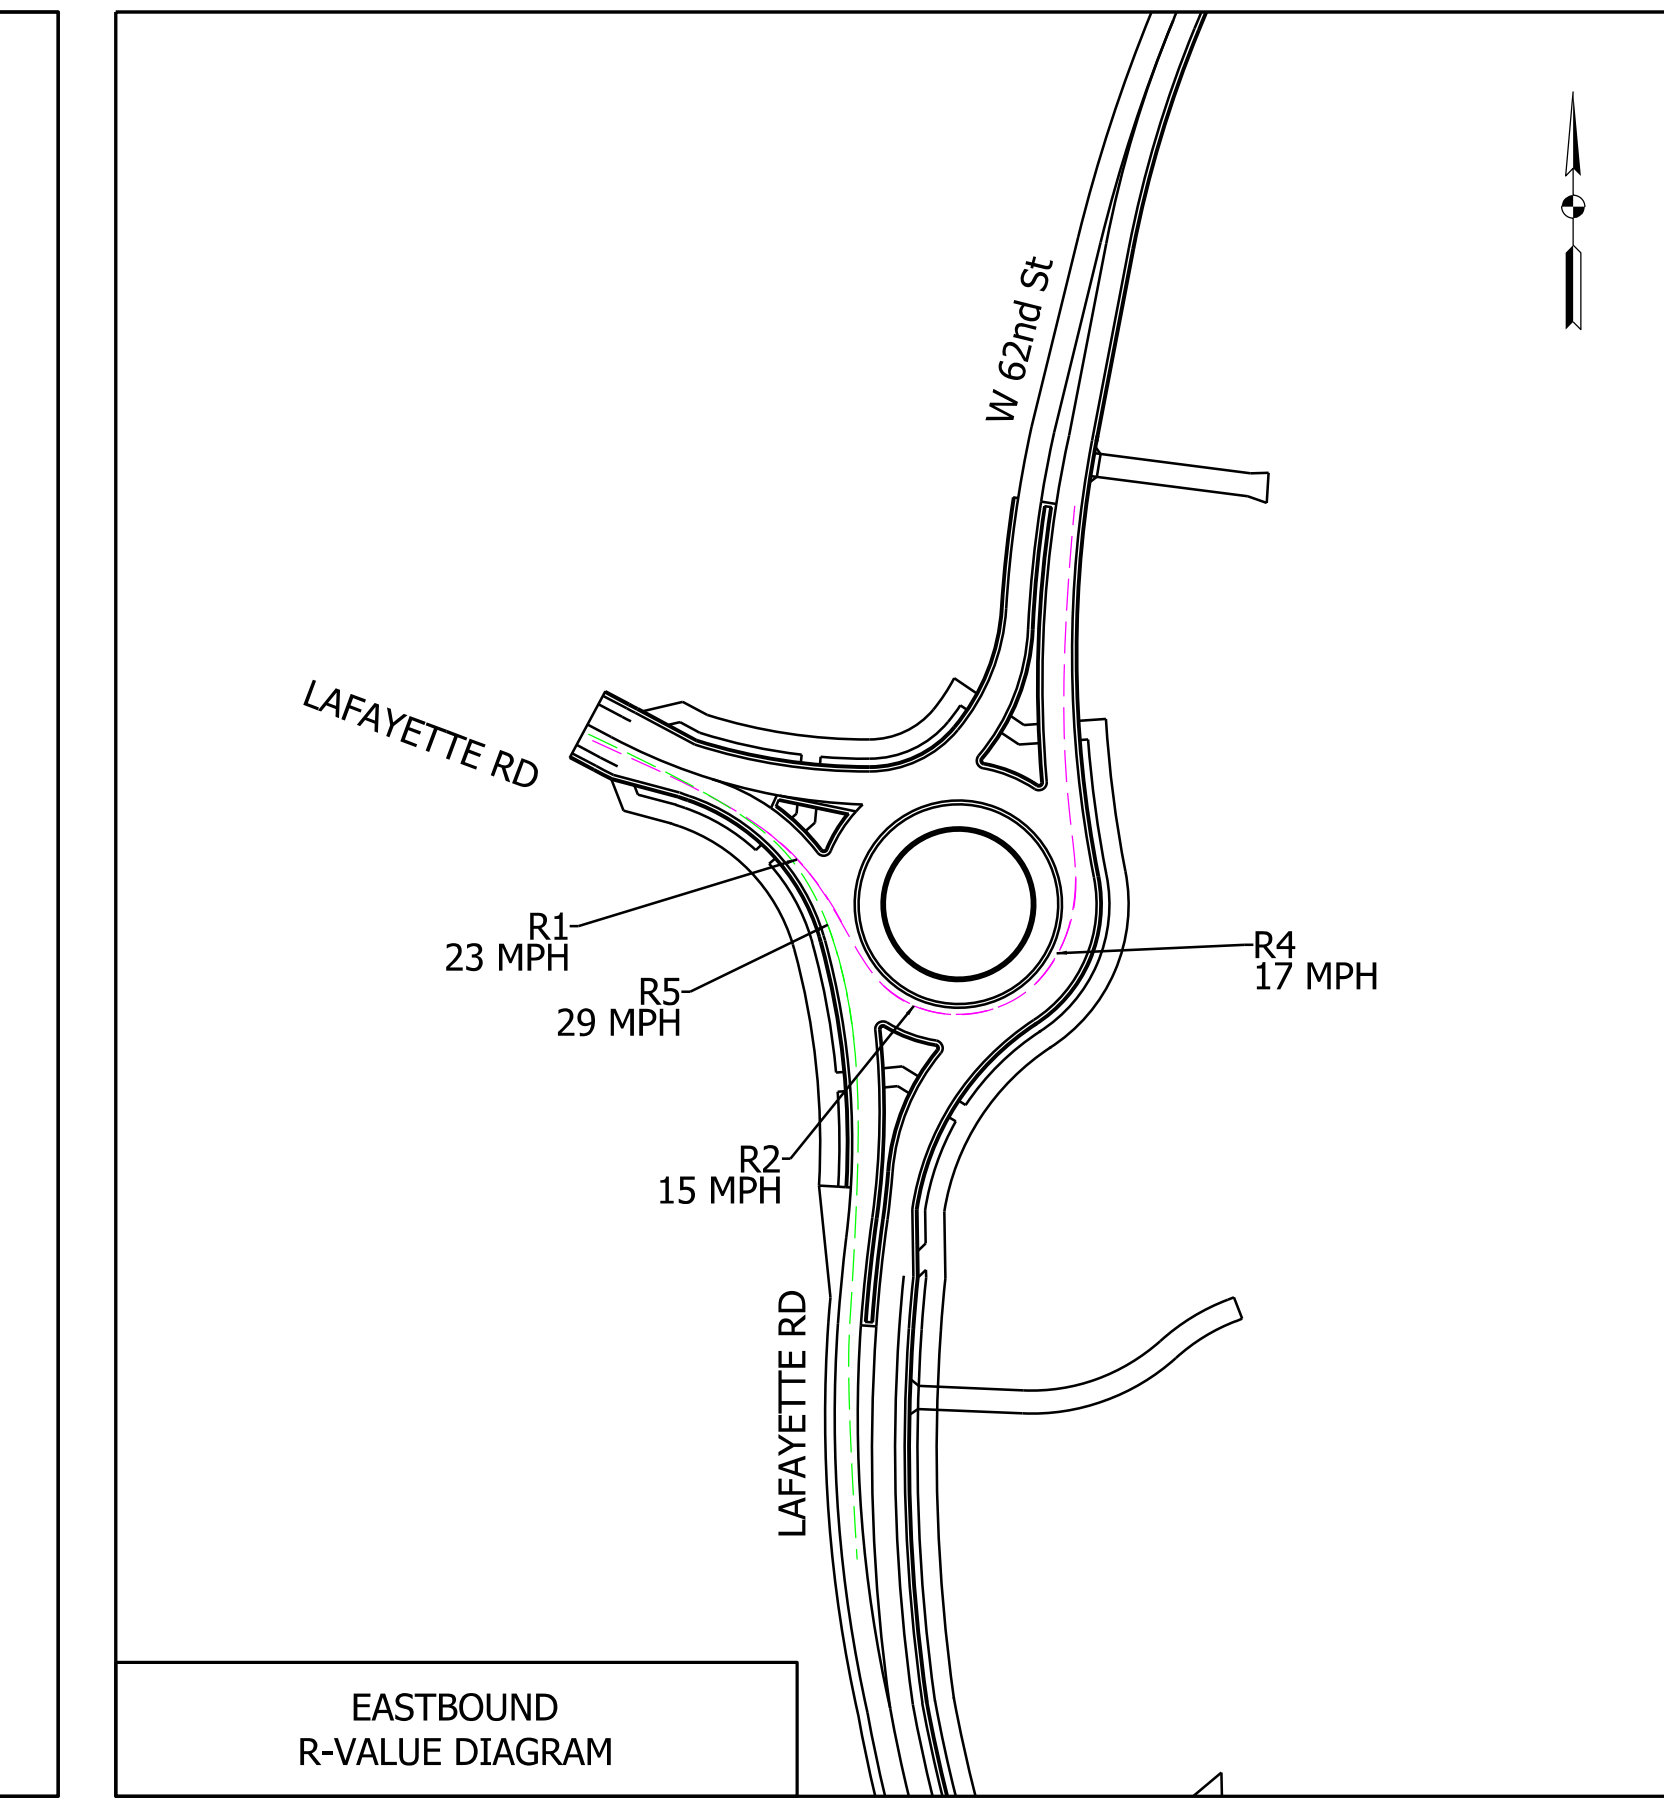 W 62nd St
LAFAYETTE RD
R1
23 MPH
R4
17 MPH
R5
29 MPH
R2
15 MPH
LAFAYETTE RD
EASTBOUND
R-VALUE DIAGRAM